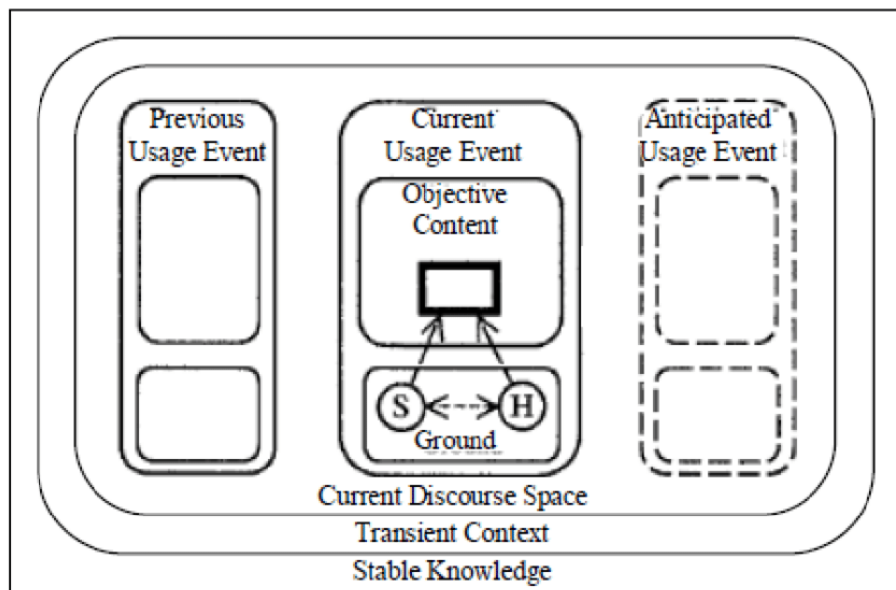 Previous
Usage Event
Current
Usage Event
Anticipated
Usage Event
Objective
Content
S
H
Ground
Current Discourse Space
Transient Context
Stable Knowledge